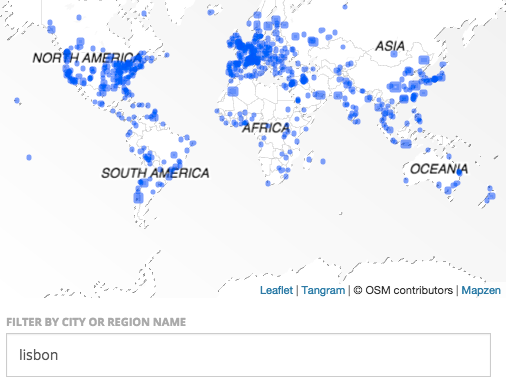 ASIA
NORTH AMERICA
AFRICA
OCEANIA
SOUTH AMERICA
Leaflet | Tangram | © OSM contributors | Mapzen
FILTER BY CITY OR REGION NAME
lisbon